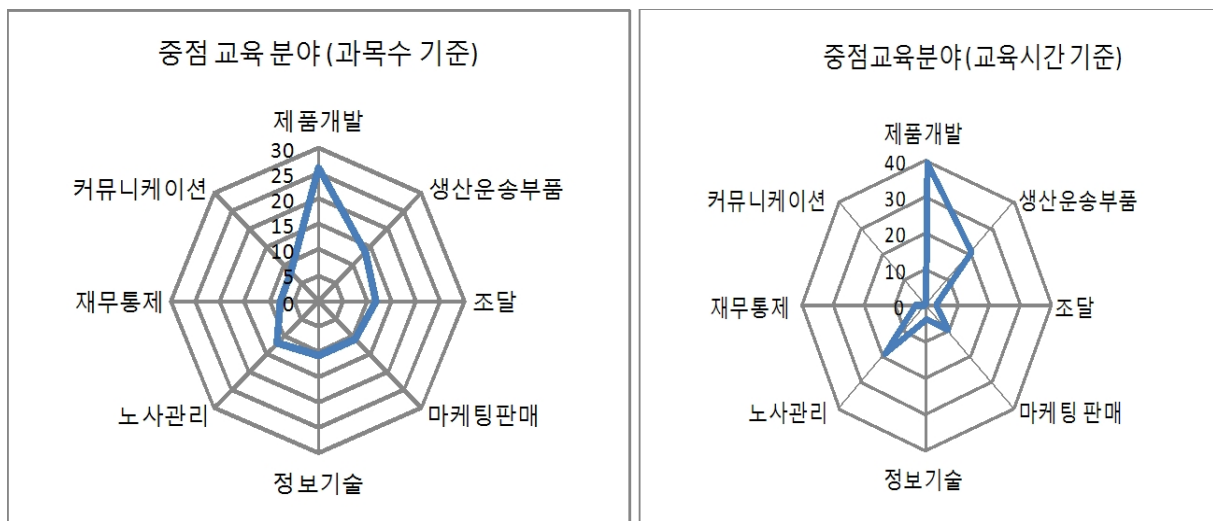 중점 교육 분야 (과목수 기준)
제품개발
30
25
20
15
10
5
0
생산운송부품
조달
마케팅판매
정보기술
노사관리
재무통제
커뮤니케이션
중점교육분야 (교육시간 기준)
제품개발
40
30
20
10
0
생산운송부품
조달
마케팅 판매
정보기술
노사관리
재무통제
커뮤니케이션